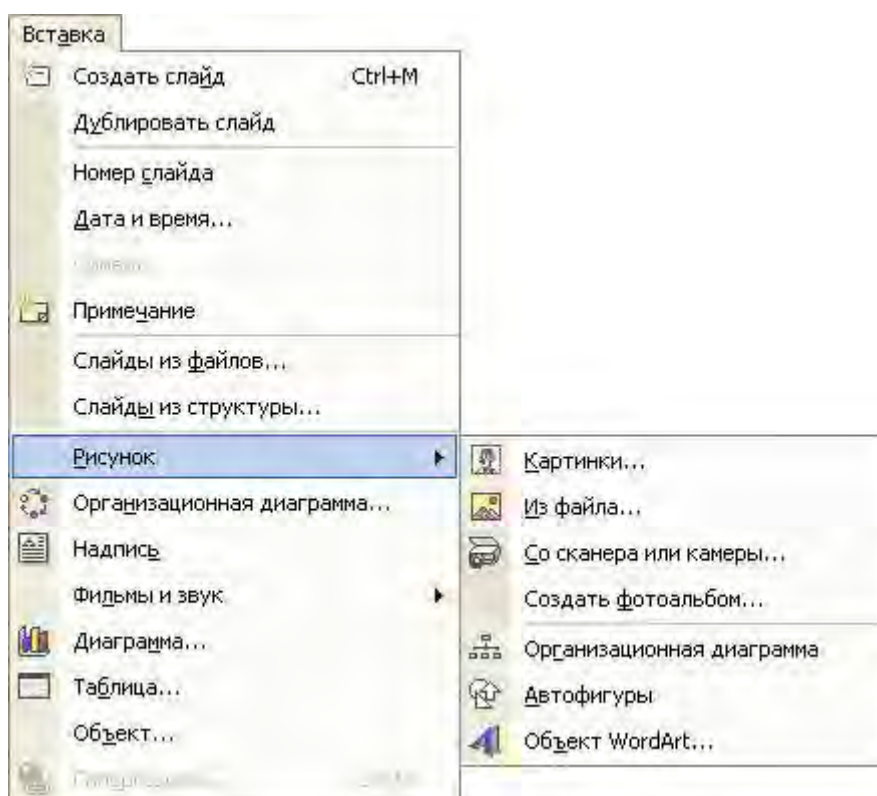 Вставка
Создать слайд Ctrl+M
Дублировать слайд
Номер слайда
Дата и время...
Примечание
Слайды из файлов...
Слайды из структуры...
Рисунок
Организационная диаграмма...
Надпись
Фильмы и звук
Диаграмма...
Таблица...
Объект...
Картинки...
Из файла...
Со сканера или камеры...
Создать фотоальбом...
Организационная диаграмма
Автофигуры
Объект WordArt...